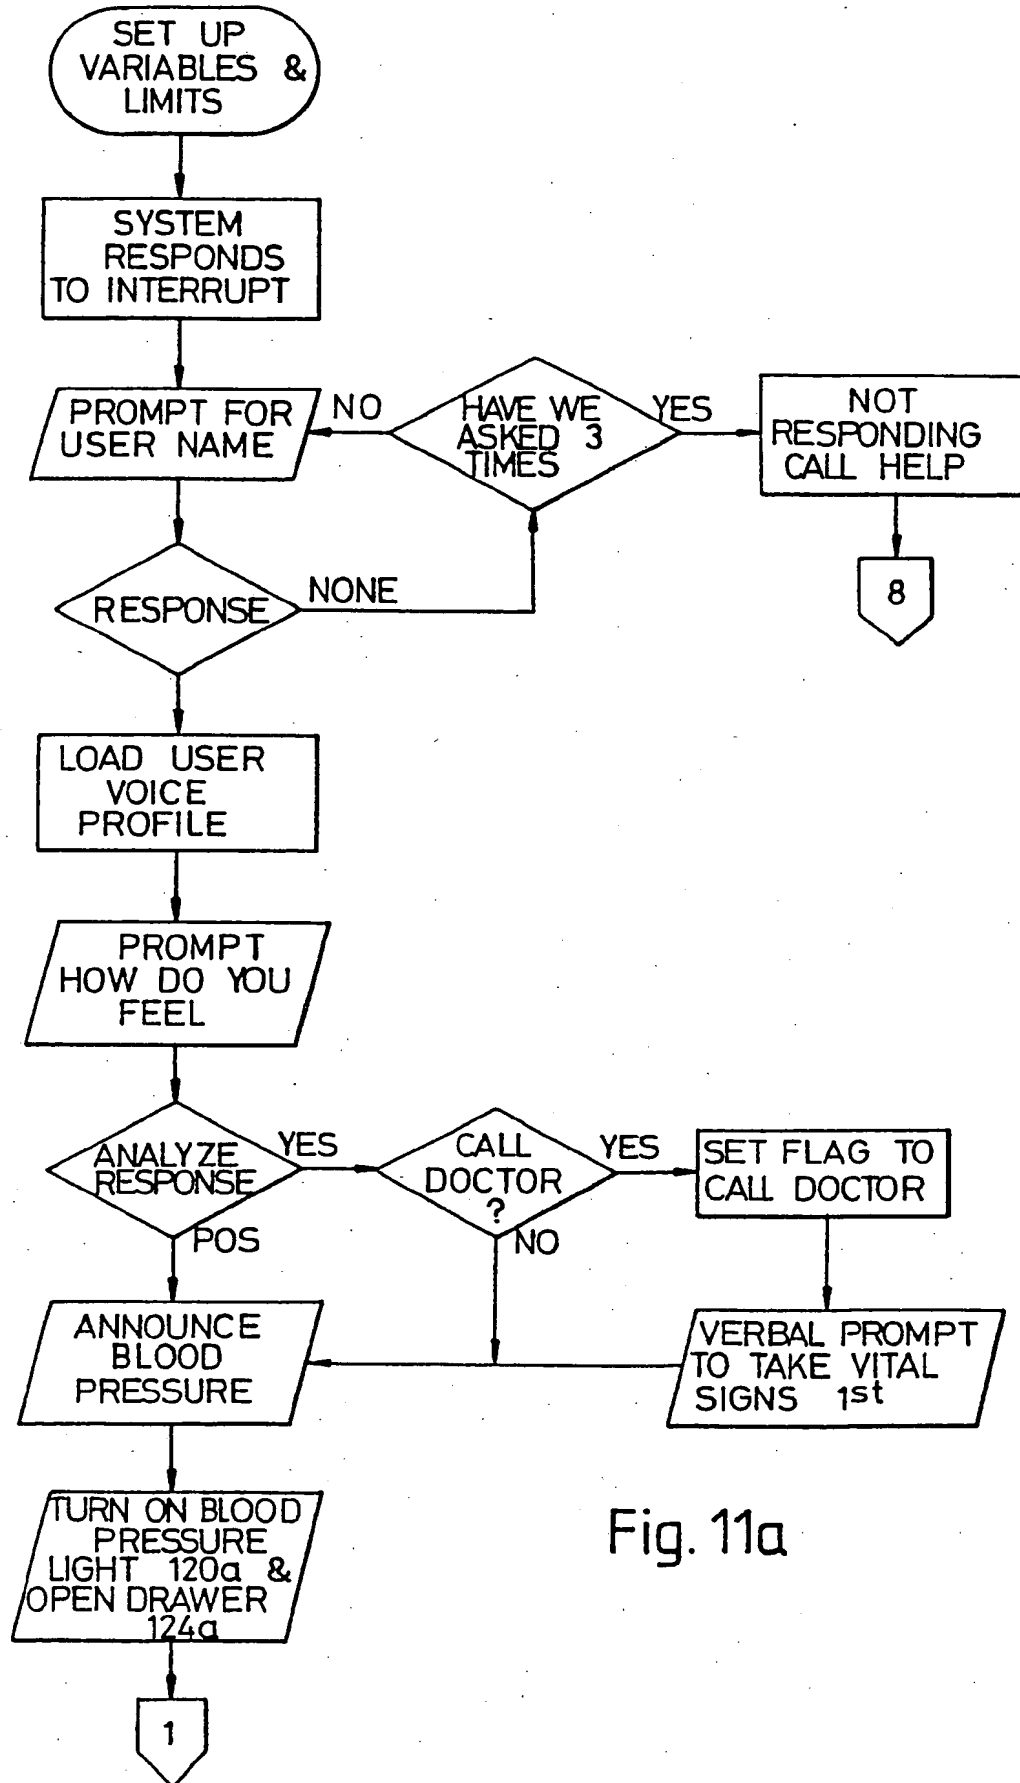 SET UP
VARIABLES &
LIMITS
SYSTEM
RESPONDS
TO INTERRUPT
PROMPT FOR
USER NAME
NO
HAVE WE
ASKED 3
TIMES
YES
NOT
RESPONDING
CALL HELP
8
RESPONSE
NONE
LOAD USER
VOICE
PROFILE
PROMPT
HOW DO YOU
FEEL
ANALYZE
RESPONSE
YES
POS
CALL
DOCTOR
?
YES
NO
SET FLAG TO
CALL DOCTOR
ANNOUNCE
BLOOD
PRESSURE
VERBAL PROMPT
TO TAKE VITAL
SIGNS 1st
TURN ON BLOOD
PRESSURE
LIGHT 120a &
OPEN DRAWER
124a
1
Fig. 11a